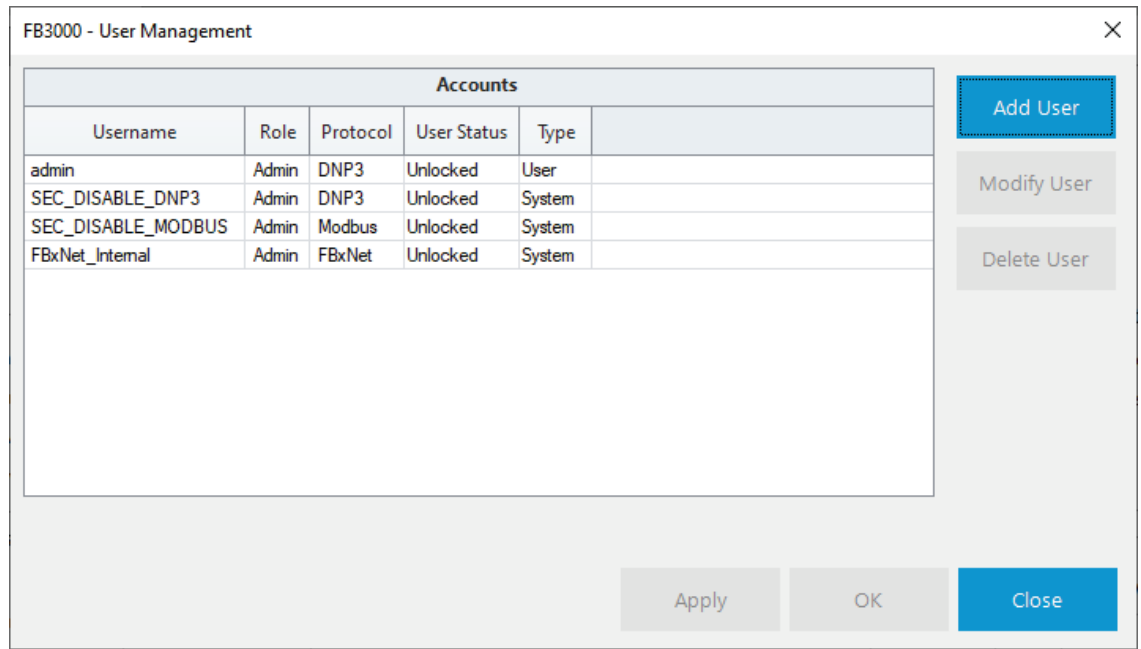 FB3000 - User Management
Accounts
Username Role Protocol User Status Type
admin Admin DNP3 Unlocked User
SEC_DISABLE_DNP3 Admin DNP3 Unlocked System
SEC_DISABLE_MODBUS Admin Modbus Unlocked System
FBxNet_Internal Admin FBxNet Unlocked System
Add User
Modify User
Delete User
Apply OK Close